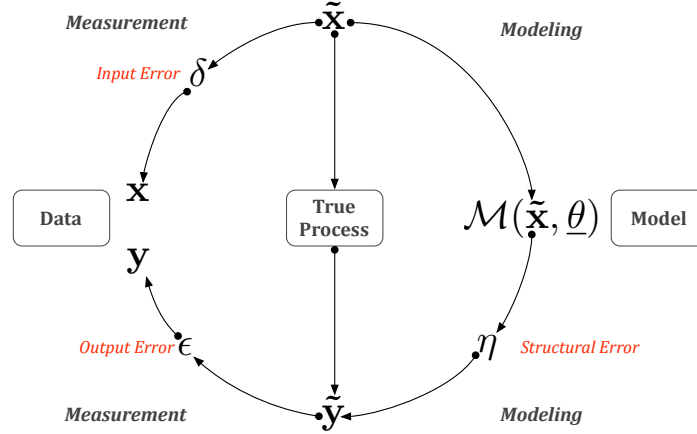 Measurement
x̃
Modeling
Input Error δ
x
Data
True
Process
M(x̃, θ)
Model
y
Output Error ϵ
η
Structural Error
Measurement
ỹ
Modeling